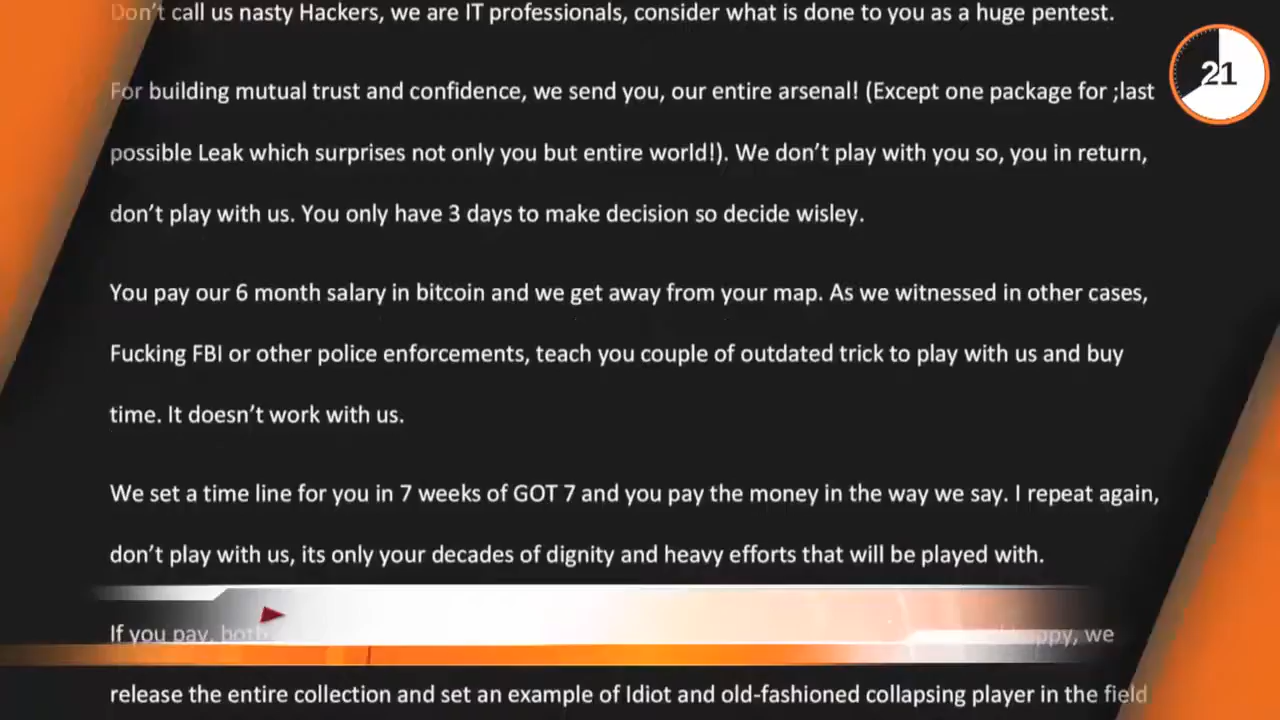 Don't call us nasty Hackers, we are IT professionals, consider what is done to you as a huge pentest.
21
For building mutual trust and confidence, we send you, our entire arsenal! (Except one package for ;last
possible Leak which surprises not only you but entire world!). We don't play with you so, you in return,
don't play with us. You only have 3 days to make decision so decide wisley.
You pay our 6 month salary in bitcoin and we get away from your map. As we witnessed in other cases,
Fucking FBI or other police enforcements, teach you couple of outdated trick to play with us and buy
time. It doesn't work with us.
We set a time line for you in 7 weeks of GOT 7 and you pay the money in the way we say. I repeat again,
don't play with us, its only your decades of dignity and heavy efforts that will be played with.
If you pay, both we
release the entire collection and set an example of Idiot and old-fashioned collapsing player in the field